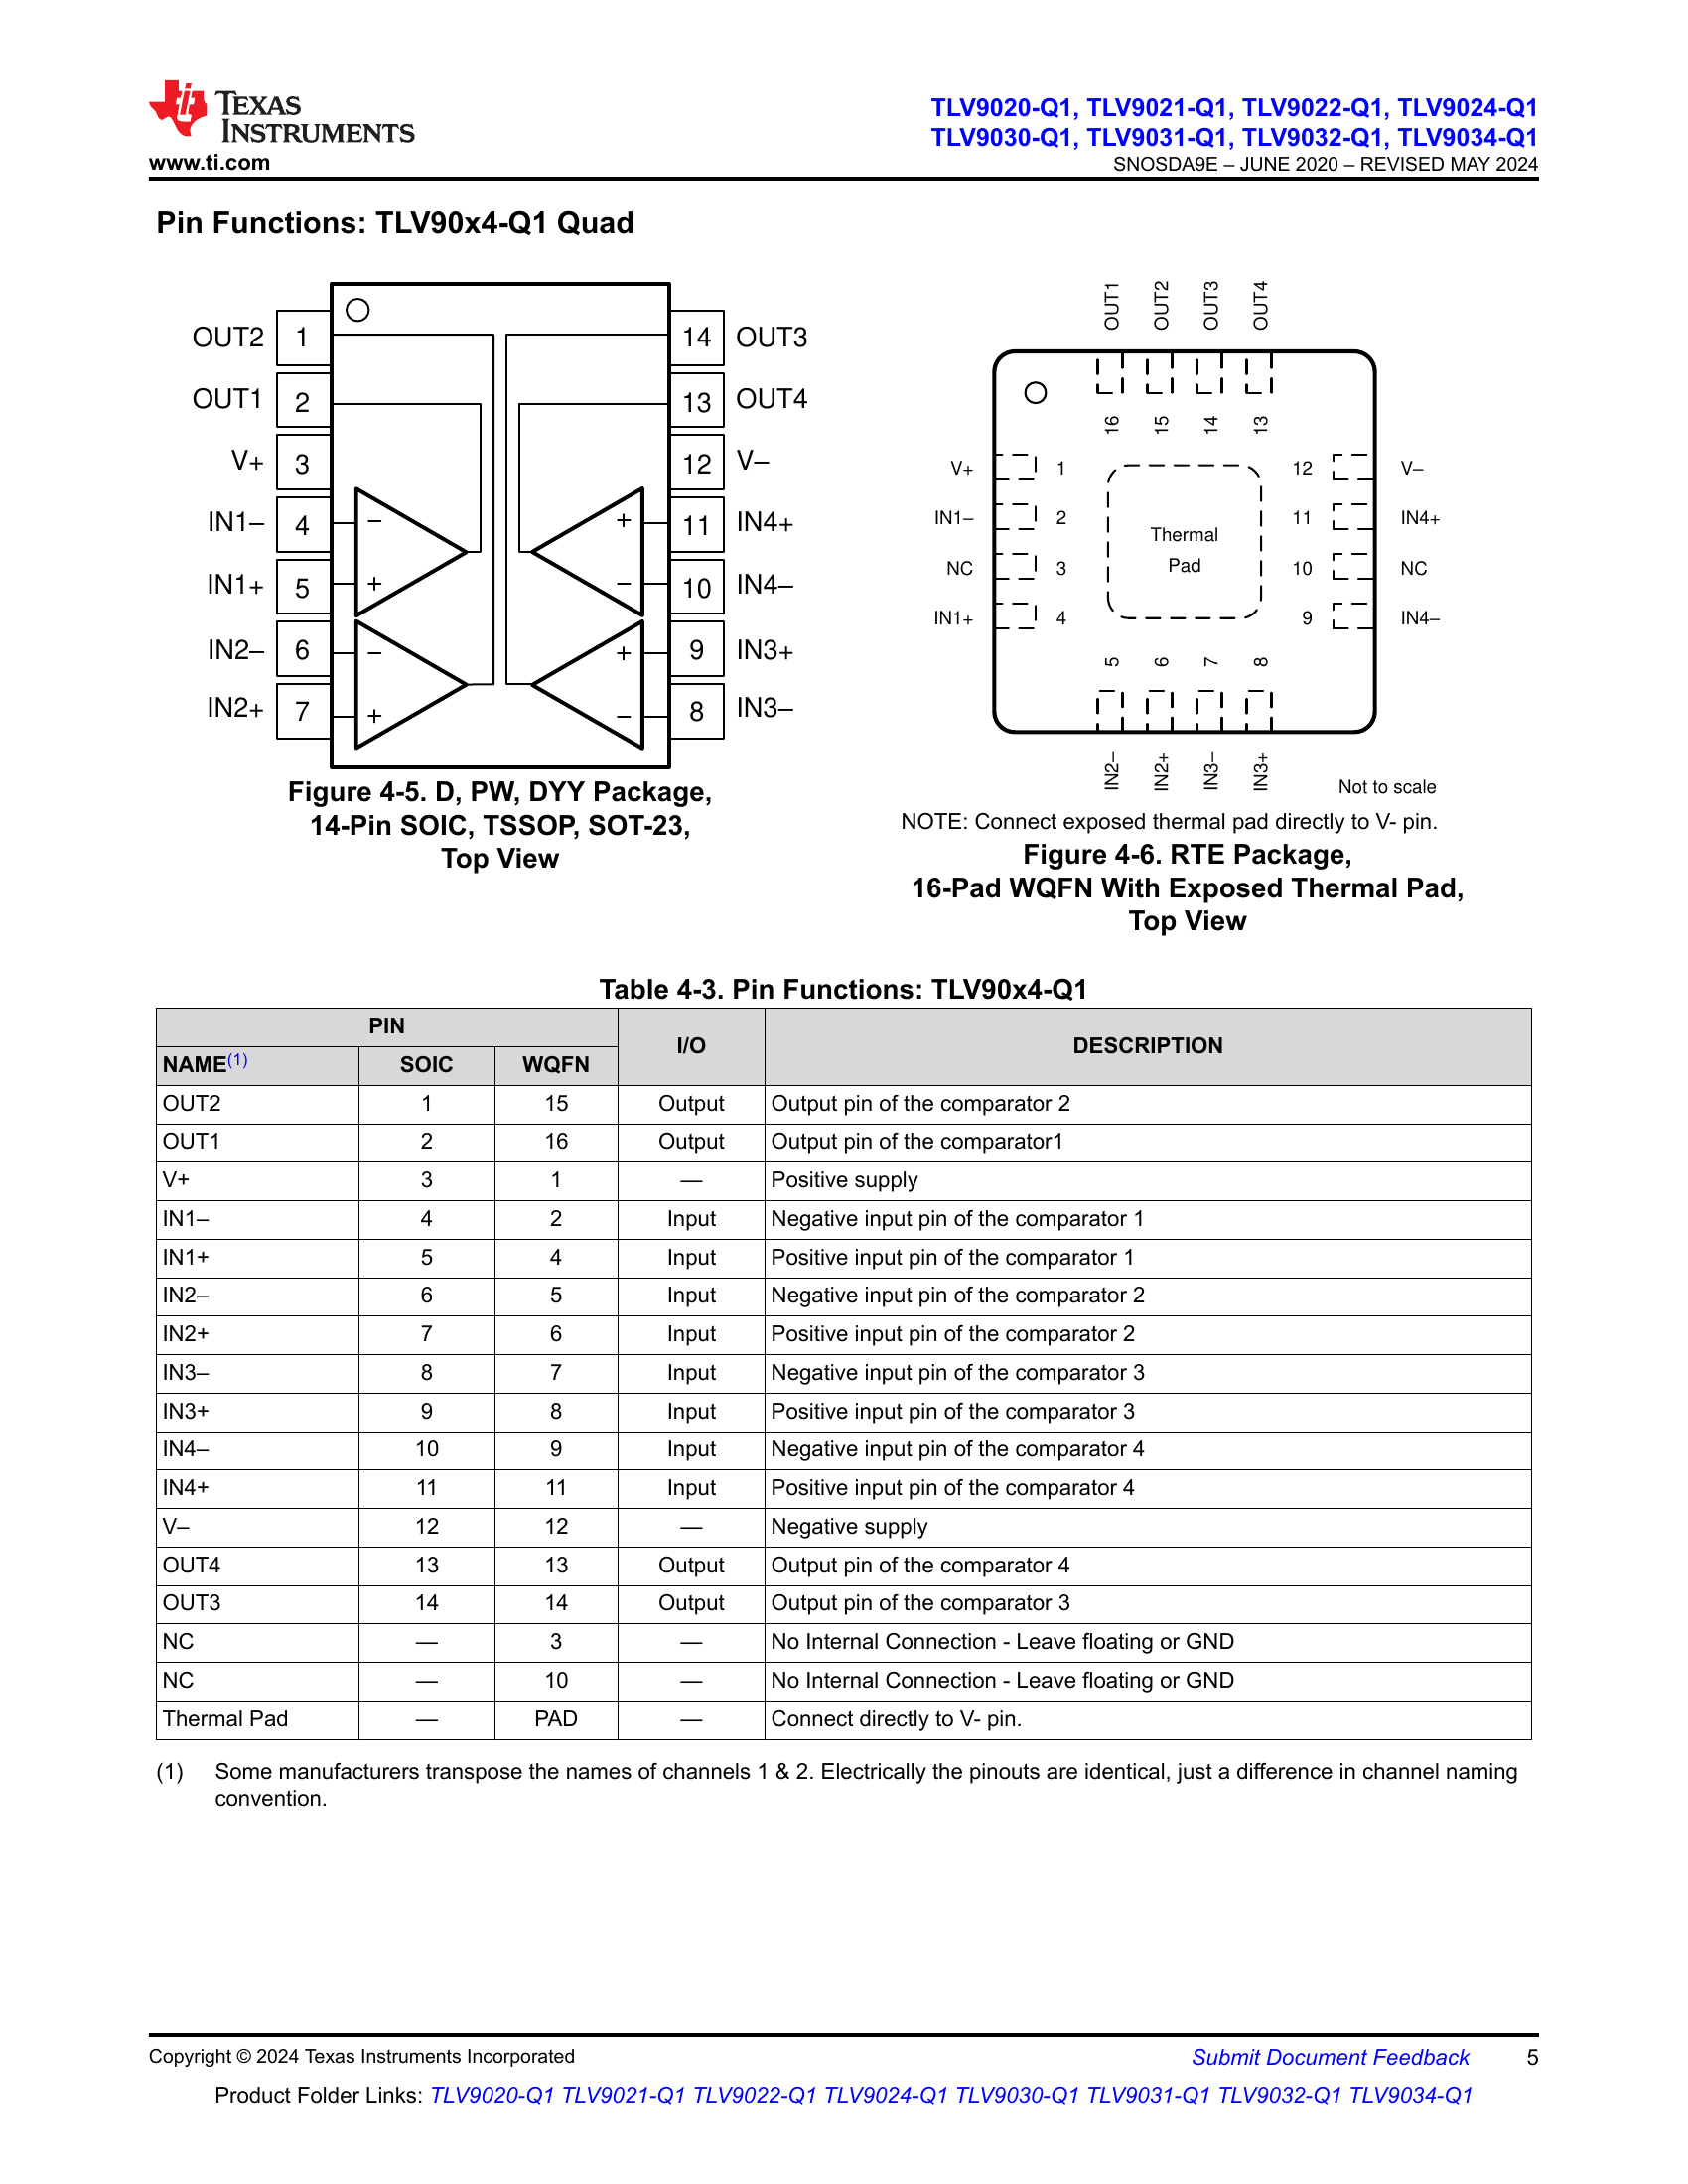 TEXAS
INSTRUMENTS
www.ti.com
TLV9020-Q1, TLV9021-Q1, TLV9022-Q1, TLV9024-Q1
TLV9030-Q1, TLV9031-Q1, TLV9032-Q1, TLV9034-Q1
SNOSDA9E – JUNE 2020 – REVISED MAY 2024
Pin Functions: TLV90x4-Q1 Quad
OUT2 1 14 OUT3
OUT1 2 13 OUT4
V+ 3 12 V–
IN1– 4 – + 11 IN4+
IN1+ 5 + – 10 IN4–
IN2– 6 – + 9 IN3+
IN2+ 7 + – 8 IN3–
Figure 4-5. D, PW, DYY Package,
14-Pin SOIC, TSSOP, SOT-23,
Top View
OUT1 OUT2 OUT3 OUT4
16 15 14 13
V+ 1 12 V–
IN1– 2 11 IN4+
NC 3 10 NC
IN1+ 4 9 IN4–
Thermal
Pad
5 6 7 8
IN2– IN2+ IN3– IN3+
Not to scale
NOTE: Connect exposed thermal pad directly to V- pin.
Figure 4-6. RTE Package,
16-Pad WQFN With Exposed Thermal Pad,
Top View
Table 4-3. Pin Functions: TLV90x4-Q1
PIN I/O DESCRIPTION
NAME(1) SOIC WQFN
OUT2 1 15 Output Output pin of the comparator 2
OUT1 2 16 Output Output pin of the comparator1
V+ 3 1 — Positive supply
IN1– 4 2 Input Negative input pin of the comparator 1
IN1+ 5 4 Input Positive input pin of the comparator 1
IN2– 6 5 Input Negative input pin of the comparator 2
IN2+ 7 6 Input Positive input pin of the comparator 2
IN3– 8 7 Input Negative input pin of the comparator 3
IN3+ 9 8 Input Positive input pin of the comparator 3
IN4– 10 9 Input Negative input pin of the comparator 4
IN4+ 11 11 Input Positive input pin of the comparator 4
V– 12 12 — Negative supply
OUT4 13 13 Output Output pin of the comparator 4
OUT3 14 14 Output Output pin of the comparator 3
NC — 3 — No Internal Connection - Leave floating or GND
NC — 10 — No Internal Connection - Leave floating or GND
Thermal Pad — PAD — Connect directly to V- pin.
(1) Some manufacturers transpose the names of channels 1 & 2. Electrically the pinouts are identical, just a difference in channel naming
convention.
Copyright © 2024 Texas Instruments Incorporated
Submit Document Feedback 5
Product Folder Links: TLV9020-Q1 TLV9021-Q1 TLV9022-Q1 TLV9024-Q1 TLV9030-Q1 TLV9031-Q1 TLV9032-Q1 TLV9034-Q1